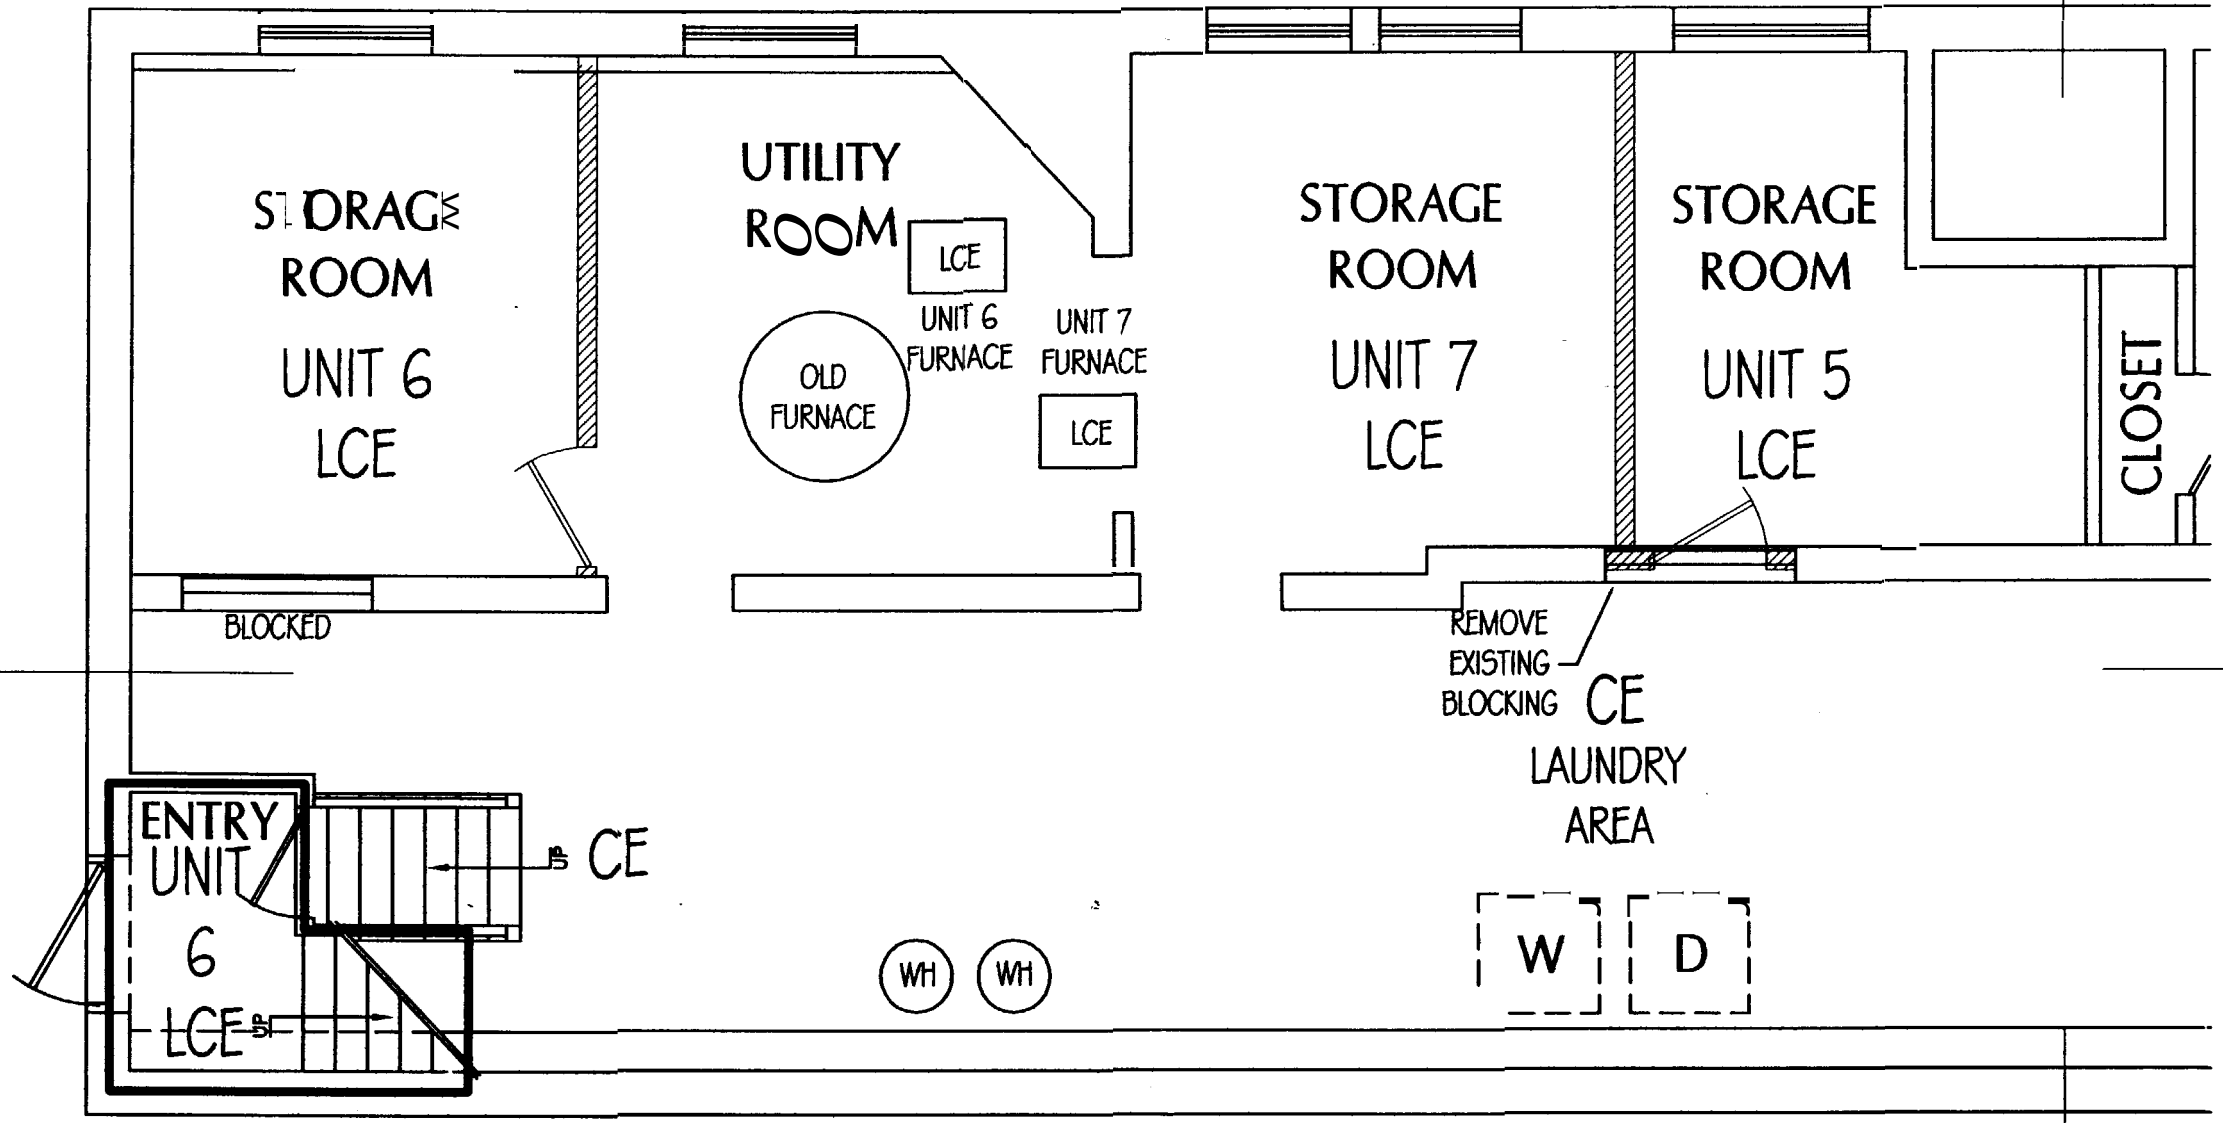 STORAGE
ROOM
UNIT 6
LCE
UTILITY
ROOM
LCE
UNIT 6
FURNACE
UNIT 7
FURNACE
LCE
OLD
FURNACE
STORAGE
ROOM
UNIT 7
LCE
STORAGE
ROOM
UNIT 5
LCE
CLOSET
BLOCKED
REMOVE
EXISTING
BLOCKING
CE
LAUNDRY
AREA
ENTRY
UNIT
6
LCE
UP
UP
CE
WH
WH
W
D